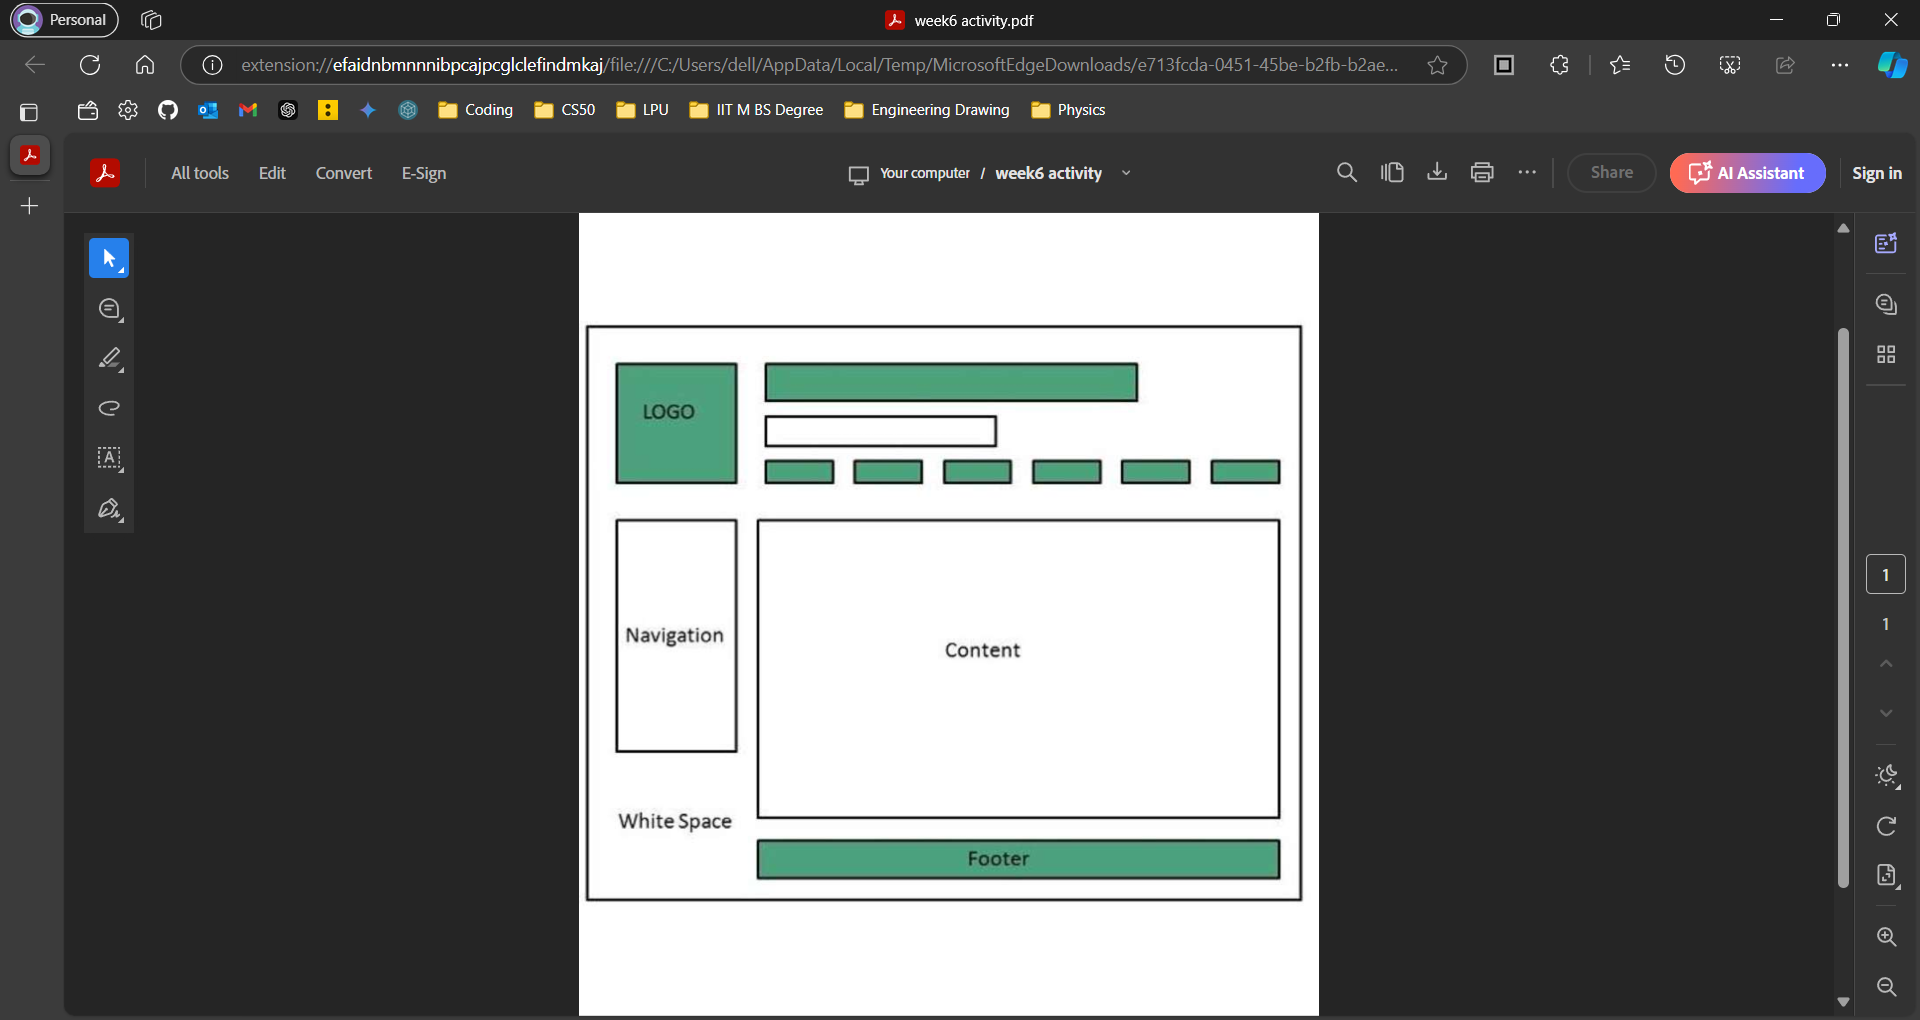 Personal
week6 activity.pdf
extension://efaidnbmnnnibpcajpcglclefindmkaj/file:///C:/Users/dell/AppData/Local/Temp/MicrosoftEdgeDownloads/e713fcda-0451-45be-b2fb-b2ae...
Coding CS50 LPU IIT M BS Degree Engineering Drawing Physics
All tools Edit Convert E-Sign Your computer / week6 activity Share AI Assistant Sign in
LOGO
Navigation
Content
White Space
Footer
1
1